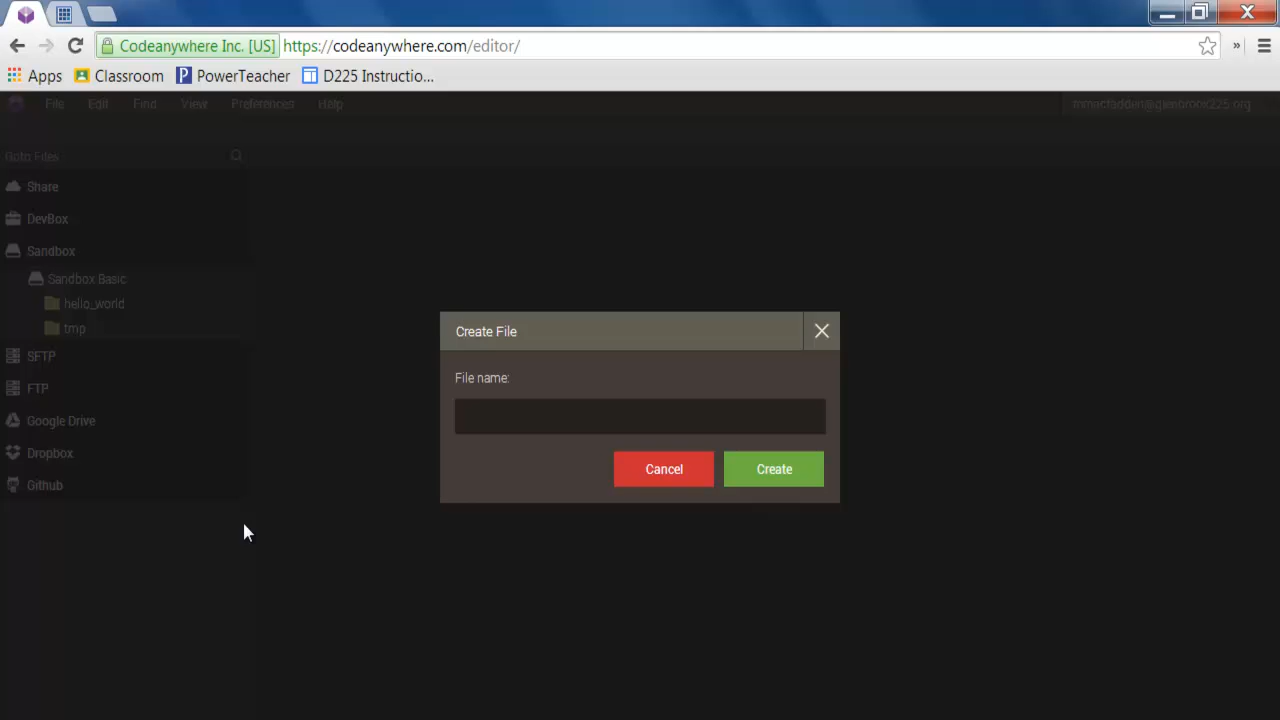 Codeanywhere Inc. [US] https://codeanywhere.com/editor/
Apps Classroom PowerTeacher D225 Instructio...
File Edit Find View Preferences Help
Goto Files
Share
DevBox
Sandbox
Sandbox Basic
hello_world
tmp
SFTP
FTP
Google Drive
Dropbox
Github
Create File
File name:
Cancel Create